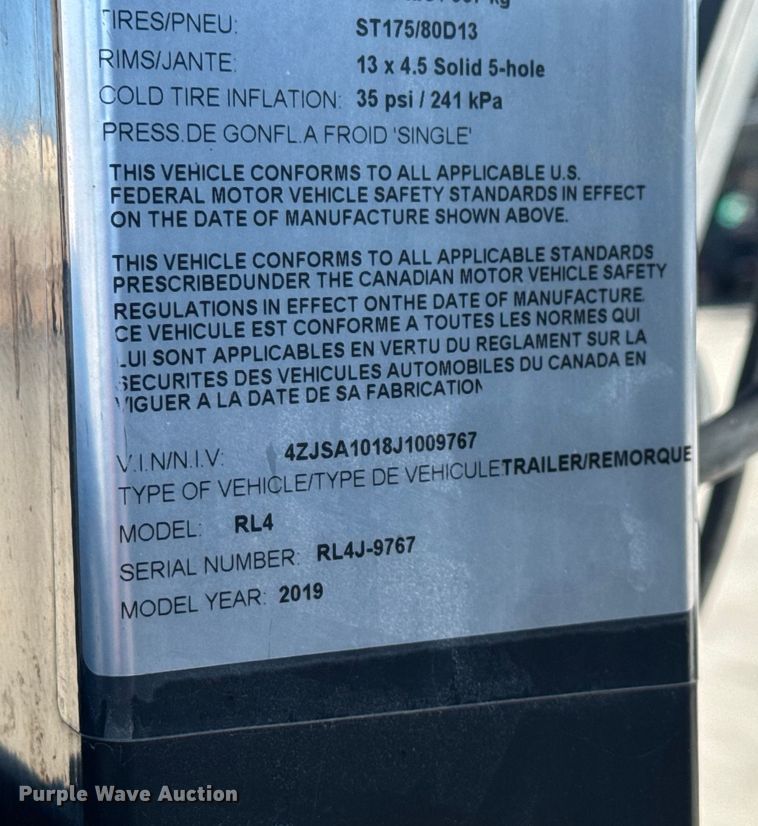 TIRES/PNEU: ST175/80D13
RIMS/JANTE: 13 x 4.5 Solid 5-hole
COLD TIRE INFLATION: 35 psi / 241 kPa
PRESS.DE GONFL.A FROID 'SINGLE'
THIS VEHICLE CONFORMS TO ALL APPLICABLE U.S.
FEDERAL MOTOR VEHICLE SAFETY STANDARDS IN EFFECT
ON THE DATE OF MANUFACTURE SHOWN ABOVE.
THIS VEHICLE CONFORMS TO ALL APPLICABLE STANDARDS
PRESCRIBEDUNDER THE CANADIAN MOTOR VEHICLE SAFETY
REGULATIONS IN EFFECT ONTHE DATE OF MANUFACTURE.
CE VEHICULE EST CONFORME A TOUTES LES NORMES QUI
LUI SONT APPLICABLES EN VERTU DU REGLAMENT SUR LA
SECURITES DES VEHICULES AUTOMOBILES DU CANADA EN
VIGUER A LA DATE DE SA FABRICATION
V.I.N/N.I.V: 4ZJSA1018J1009767
TYPE OF VEHICLE/TYPE DE VEHICULETRAILER/REMORQUE
MODEL: RL4
SERIAL NUMBER: RL4J-9767
MODEL YEAR: 2019
Purple Wave Auction